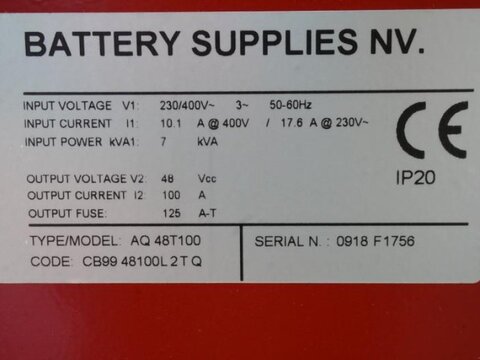 BATTERY SUPPLIES NV.
INPUT VOLTAGE V1: 230/400V~ 3~ 50-60Hz
INPUT CURRENT I1: 10.1 A @ 400V / 17.6 A @ 230V~
INPUT POWER kVA1: 7 kVA
CE
IP20
OUTPUT VOLTAGE V2: 48 Vcc
OUTPUT CURRENT I2: 100 A
OUTPUT FUSE: 125 A-T
TYPE/MODEL: AQ 48T100
SERIAL N. : 0918 F1756
CODE: CB99 48100L 2 T Q